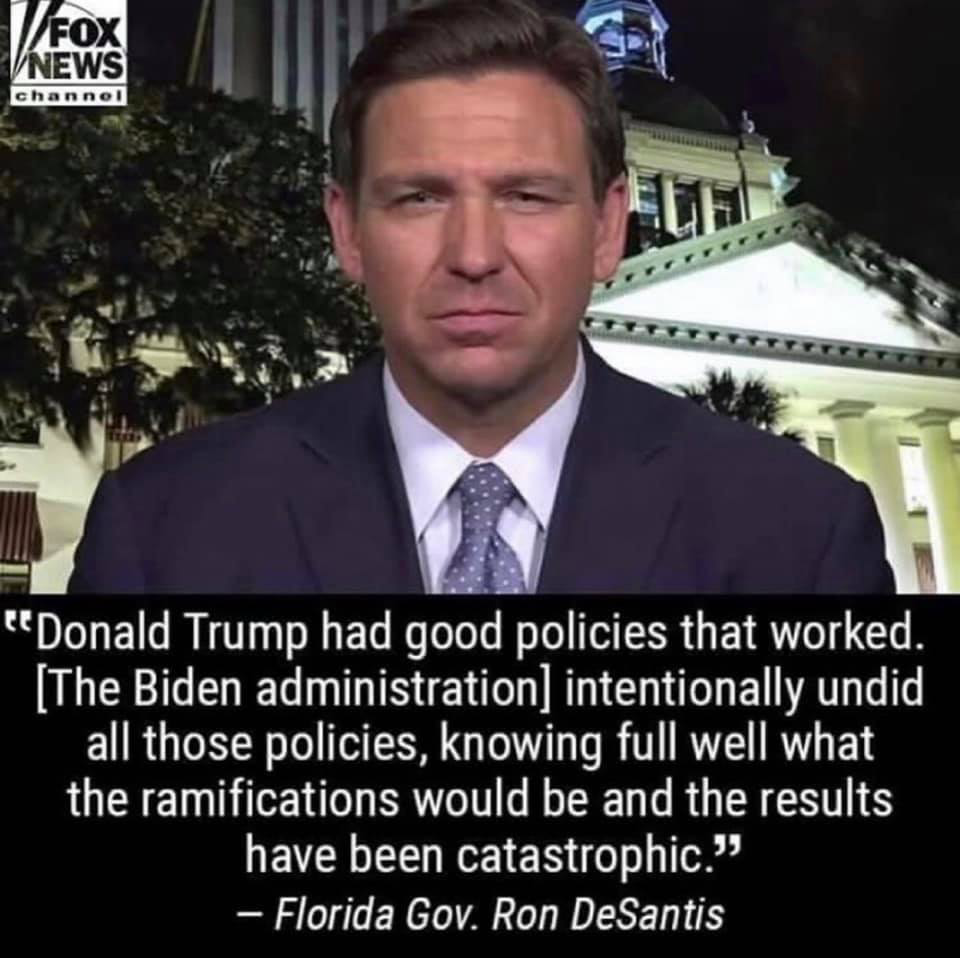 FOX
NEWS
channel
“Donald Trump had good policies that worked.
[The Biden administration] intentionally undid
all those policies, knowing full well what
the ramifications would be and the results
have been catastrophic.”
– Florida Gov. Ron DeSantis